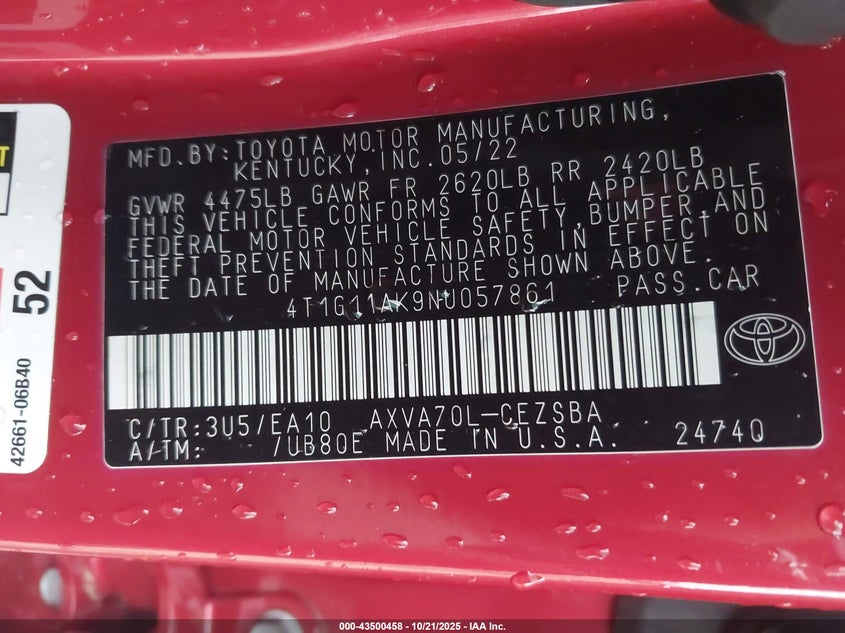 MFD.BY:TOYOTA MOTOR MANUFACTURING,
KENTUCKY,INC.05/22
GVWR 4475LB GAWR FR 2620LB RR 2420LB
THIS VEHICLE CONFORMS TO ALL APPLICABLE
FEDERAL MOTOR VEHICLE SAFETY,BUMPER,AND
THEFT PREVENTION STANDARDS IN EFFECT ON
THE DATE OF MANUFACTURE SHOWN ABOVE.
4T1G11AK9NU057861 PASS.CAR
C/TR:3U5/EA10 AXVA70L-CEZSBA
A/TM: /UB80E MADE IN U.S.A. 2474Q
52
42661-06B40
000-43500458 - 10/21/2025 - IAA Inc.